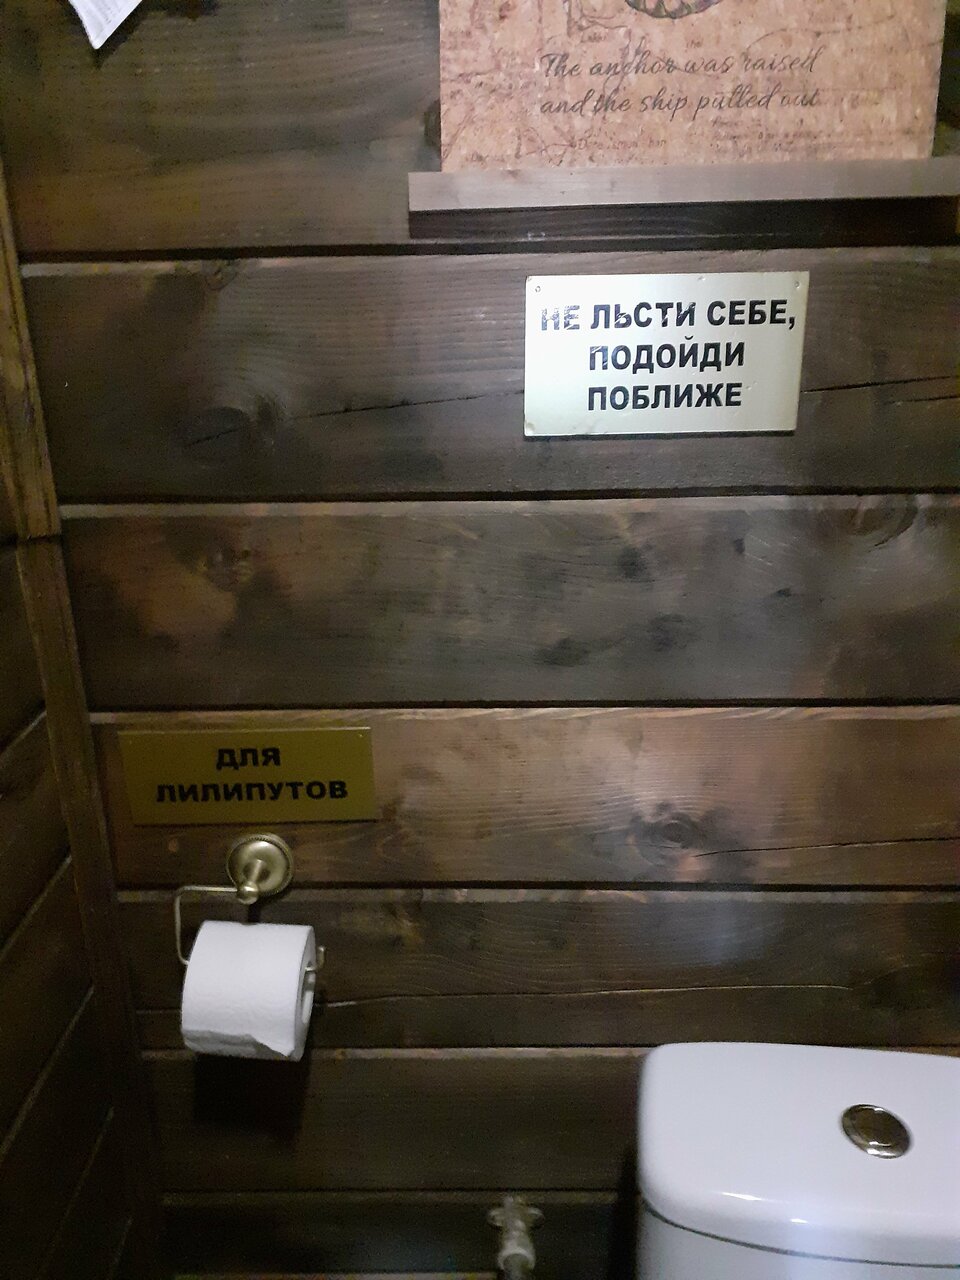 The anchor was raised
and the ship pulled out
НЕ ЛЬСТИ СЕБЕ,
ПОДОЙДИ
ПОБЛИЖЕ
ДЛЯ
ЛИЛИПУТОВ